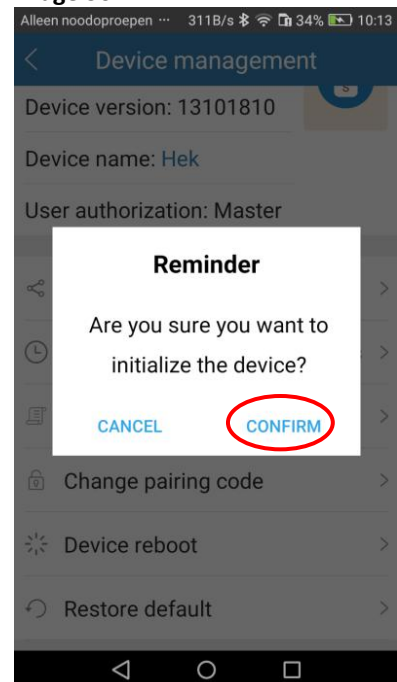 Alleen noodoproepen ··· 311B/s 34% 10:13
Device management
Device version: 13101810
S
Device name: Hek
User authorization: Master
Reminder
Are you sure you want to
initialize the device?
CANCEL CONFIRM
Change pairing code
Device reboot
Restore default